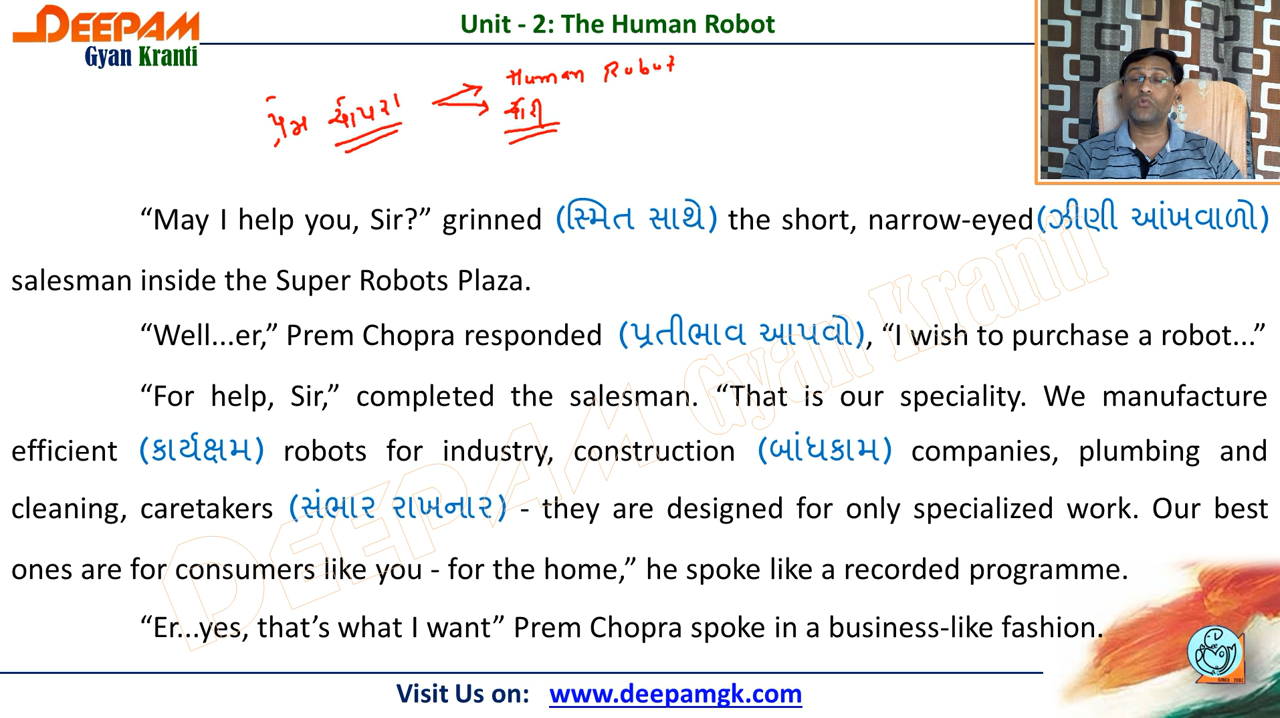 DEEPAM
Gyan Kranti
Unit - 2: The Human Robot
Human Robot
પ્રેમ ચોપરા
ચોરી
“May I help you, Sir?” grinned (સ્મિત સાથે) the short, narrow-eyed(ઝીણી આંખવાળો)
salesman inside the Super Robots Plaza.
“Well...er,” Prem Chopra responded (પ્રતીભાવ આપવો), “I wish to purchase a robot...”
“For help, Sir,” completed the salesman. “That is our speciality. We manufacture
efficient (કાર્યક્ષમ) robots for industry, construction (બાંધકામ) companies, plumbing and
cleaning, caretakers (સંભાર રાખનાર) - they are designed for only specialized work. Our best
ones are for consumers like you - for the home,” he spoke like a recorded programme.
“Er...yes, that’s what I want” Prem Chopra spoke in a business-like fashion.
DEEPAM Gyan Kranti
SINCE 2002
Visit Us on: www.deepamgk.com